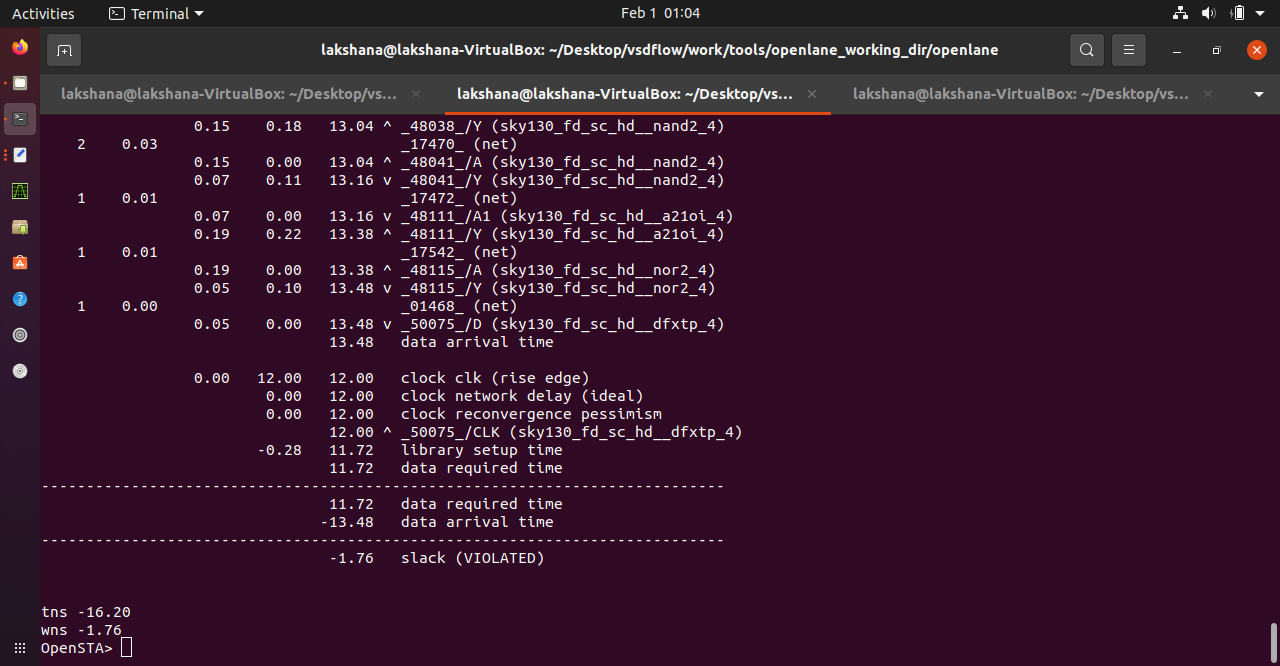 Activities Terminal Feb 1 01:04
lakshana@lakshana-VirtualBox: ~/Desktop/vsdflow/work/tools/openlane_working_dir/openlane
lakshana@lakshana-VirtualBox: ~/Desktop/vs... × lakshana@lakshana-VirtualBox: ~/Desktop/vs... × lakshana@lakshana-VirtualBox: ~/Desktop/vs... ×
0.15 0.18 13.04 ^ _48038_/Y (sky130_fd_sc_hd__nand2_4)
2 0.03 _17470_ (net)
0.15 0.00 13.04 ^ _48041_/A (sky130_fd_sc_hd__nand2_4)
0.07 0.11 13.16 v _48041_/Y (sky130_fd_sc_hd__nand2_4)
1 0.01 _17472_ (net)
0.07 0.00 13.16 v _48111_/A1 (sky130_fd_sc_hd__a21oi_4)
0.19 0.22 13.38 ^ _48111_/Y (sky130_fd_sc_hd__a21oi_4)
1 0.01 _17542_ (net)
0.19 0.00 13.38 ^ _48115_/A (sky130_fd_sc_hd__nor2_4)
0.05 0.10 13.48 v _48115_/Y (sky130_fd_sc_hd__nor2_4)
1 0.00 _01468_ (net)
0.05 0.00 13.48 v _50075_/D (sky130_fd_sc_hd__dfxtp_4)
13.48 data arrival time
0.00 12.00 12.00 clock clk (rise edge)
0.00 12.00 clock network delay (ideal)
0.00 12.00 clock reconvergence pessimism
12.00 ^ _50075_/CLK (sky130_fd_sc_hd__dfxtp_4)
-0.28 11.72 library setup time
11.72 data required time
----------------------------------------------------------------------------
11.72 data required time
-13.48 data arrival time
----------------------------------------------------------------------------
-1.76 slack (VIOLATED)
tns -16.20
wns -1.76
OpenSTA>